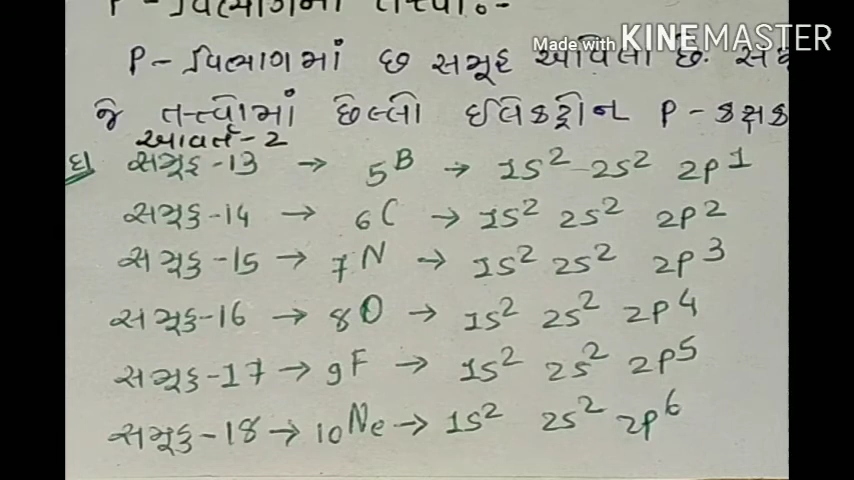 P - વિભાગના તત્વો :-
Made with KINEMASTER
P - વિભાગમાં છ સમૂહ આવેલા છે.
જે તત્ત્વોમાં છેલ્લો ઈલેક્ટ્રોન P - કક્ષક
આવર્ત - 2
દા સમૂહ -13 → 5B → 1S² 2S² 2P¹
સમૂહ -14 → 6C → 1S² 2S² 2P²
સમૂહ -15 → 7N → 1S² 2S² 2P³
સમૂહ -16 → 8O → 1S² 2S² 2P⁴
સમૂહ -17 → 9F → 1S² 2S² 2P⁵
સમૂહ -18 → 10Ne → 1S² 2S² 2P⁶